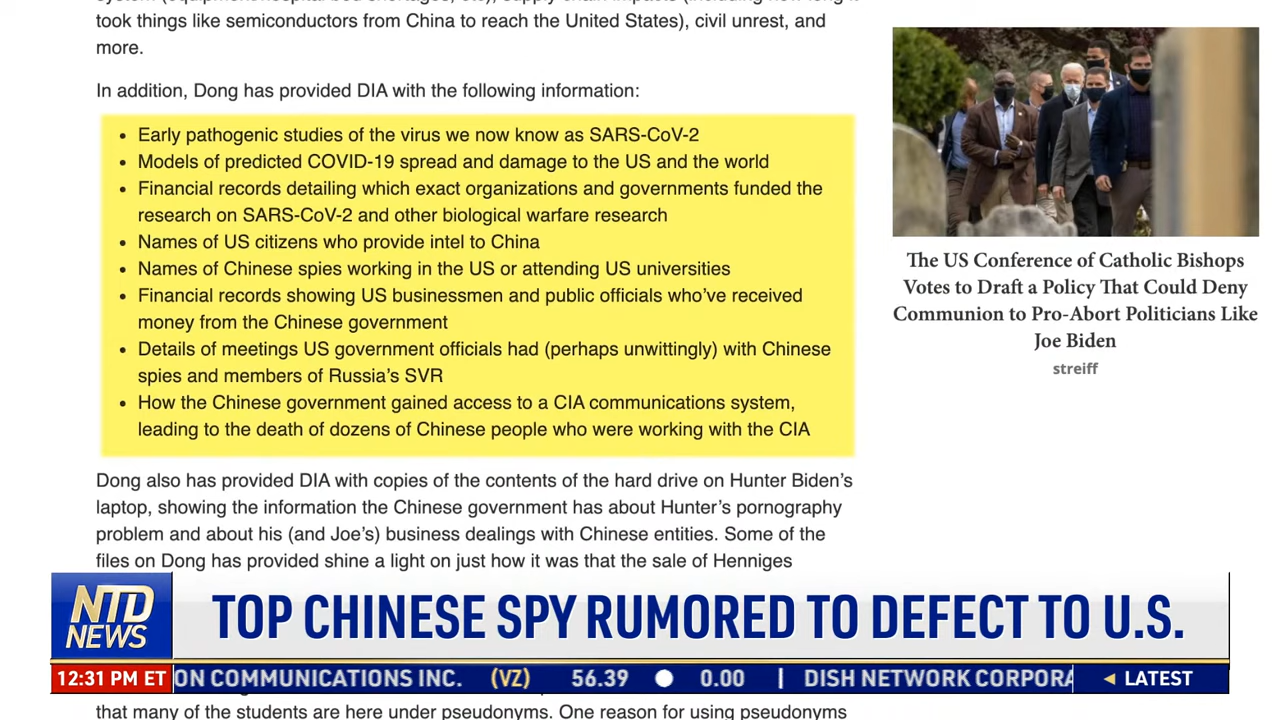 took things like semiconductors from China to reach the United States), civil unrest, and
more.
In addition, Dong has provided DIA with the following information:
• Early pathogenic studies of the virus we now know as SARS-CoV-2
• Models of predicted COVID-19 spread and damage to the US and the world
• Financial records detailing which exact organizations and governments funded the
research on SARS-CoV-2 and other biological warfare research
• Names of US citizens who provide intel to China
• Names of Chinese spies working in the US or attending US universities
• Financial records showing US businessmen and public officials who've received
money from the Chinese government
• Details of meetings US government officials had (perhaps unwittingly) with Chinese
spies and members of Russia's SVR
• How the Chinese government gained access to a CIA communications system,
leading to the death of dozens of Chinese people who were working with the CIA
Dong also has provided DIA with copies of the contents of the hard drive on Hunter Biden's
laptop, showing the information the Chinese government has about Hunter's pornography
problem and about his (and Joe's) business dealings with Chinese entities. Some of the
files on Dong has provided shine a light on just how it was that the sale of Henniges
The US Conference of Catholic Bishops
Votes to Draft a Policy That Could Deny
Communion to Pro-Abort Politicians Like
Joe Biden
streiff
NTD
NEWS
TOP CHINESE SPY RUMORED TO DEFECT TO U.S.
12:31 PM ET
ON COMMUNICATIONS INC. (VZ) 56.39 0.00 | DISH NETWORK CORPORA
◄ LATEST
that many of the students are here under pseudonyms. One reason for using pseudonyms